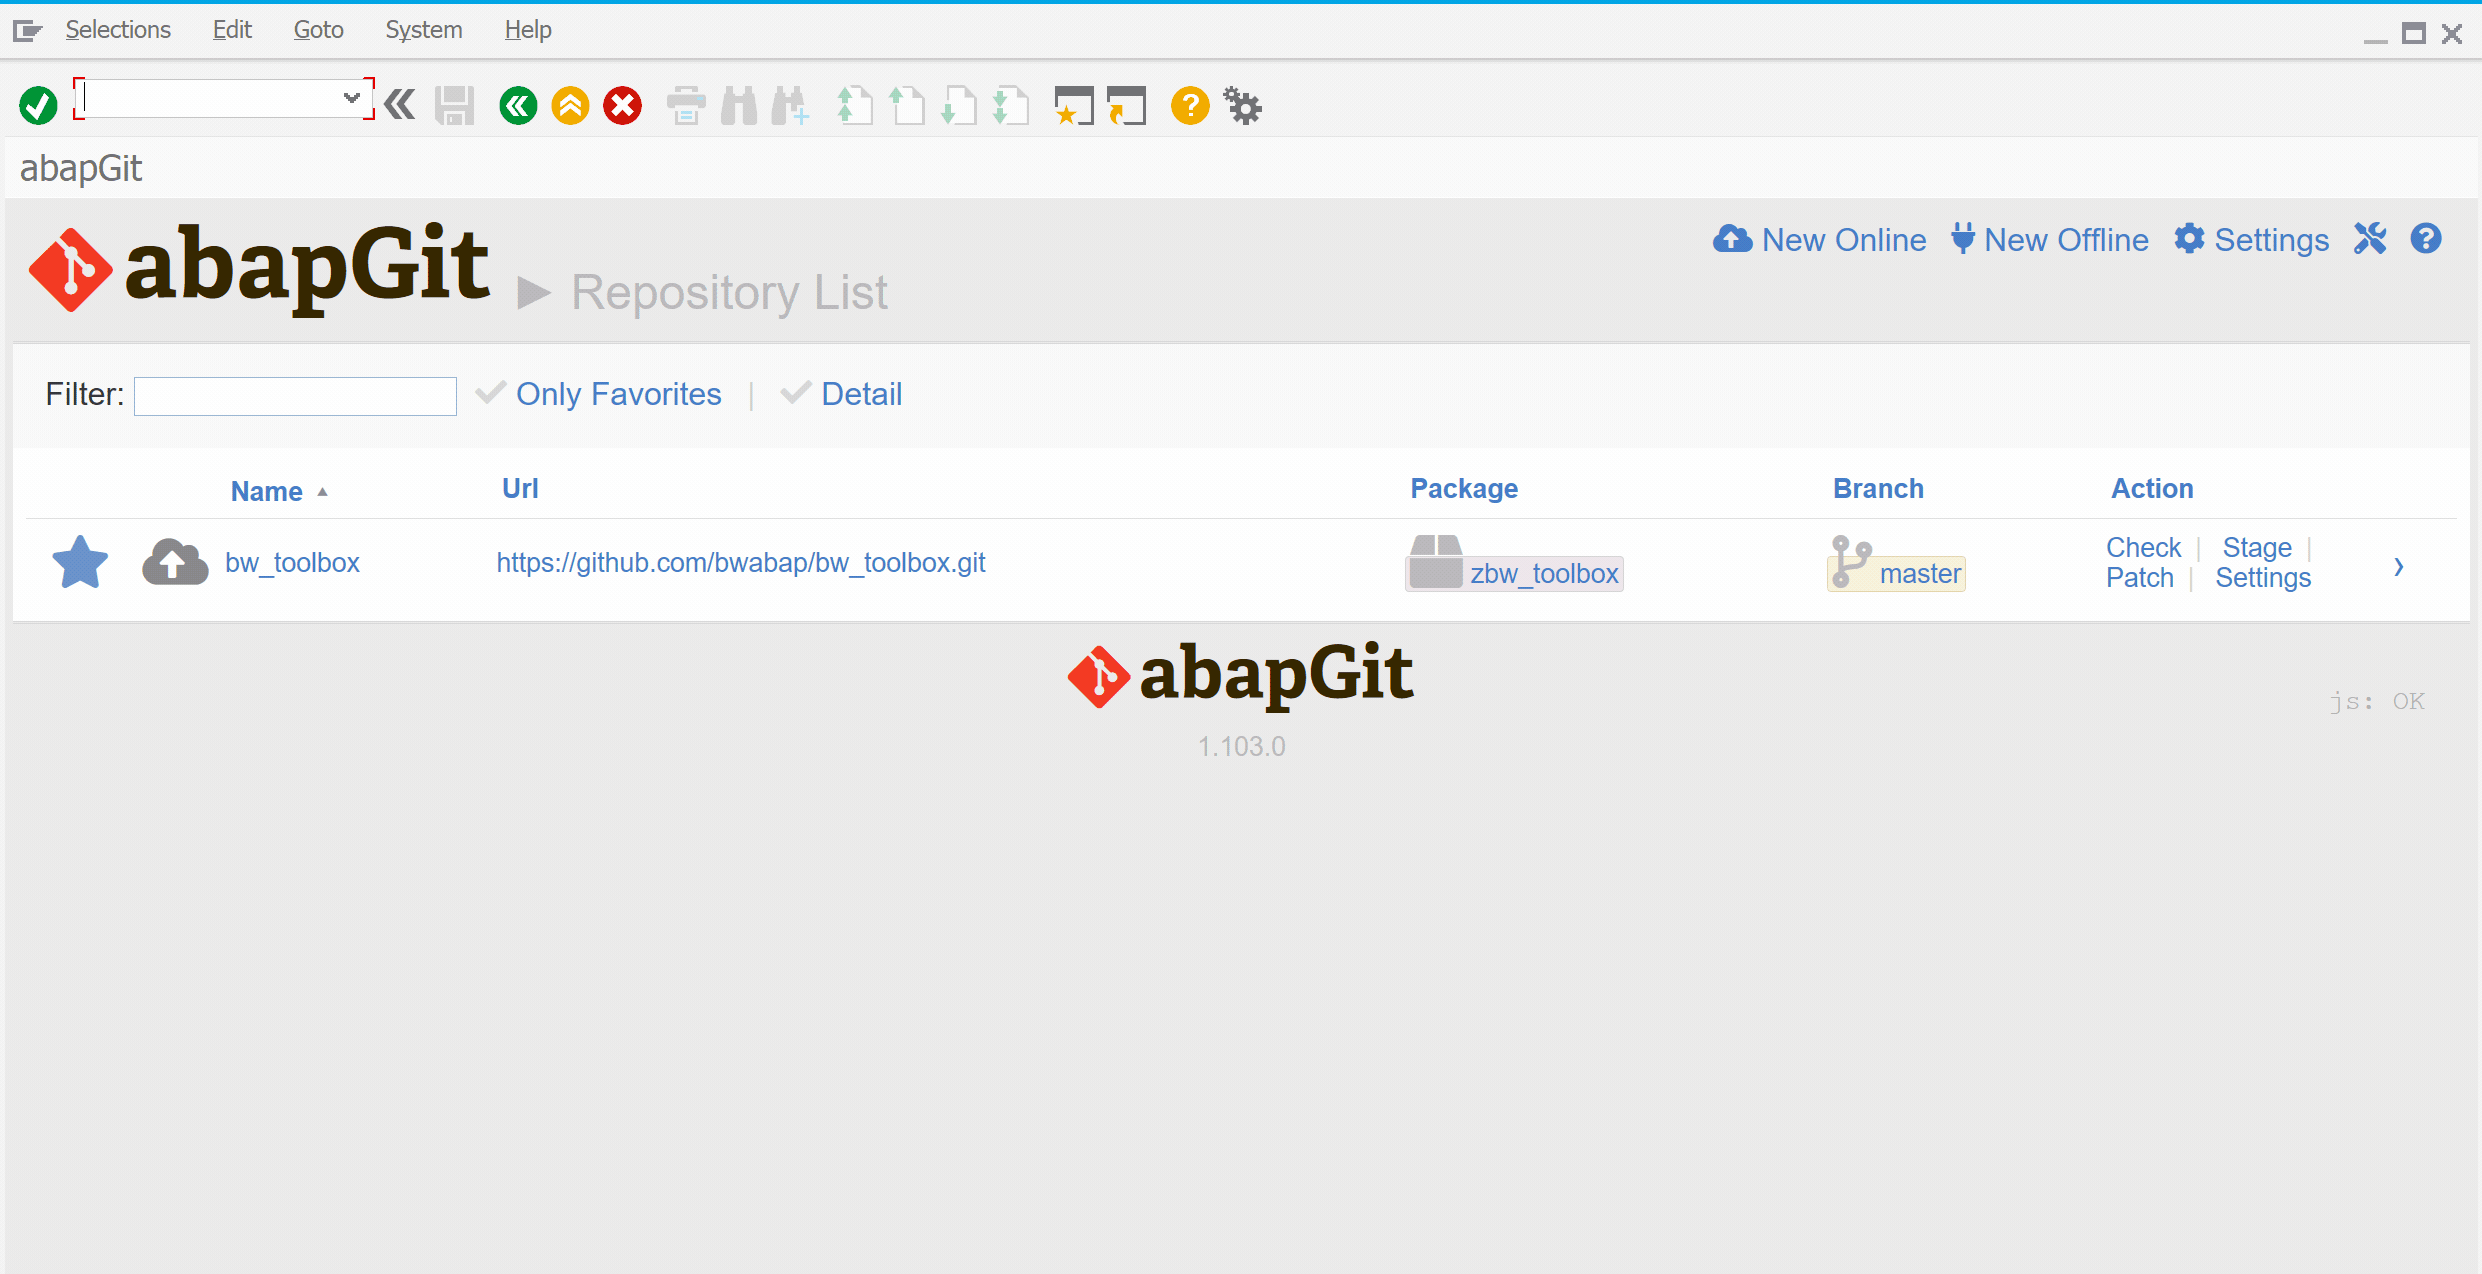 Selections Edit Goto System Help
abapGit
abapGit ▶ Repository List
New Online New Offline Settings
Filter: Only Favorites | Detail
Name ▲ Url Package Branch Action
bw_toolbox https://github.com/bwabap/bw_toolbox.git zbw_toolbox master Check | Stage |
Patch | Settings ›
abapGit
js: OK
1.103.0